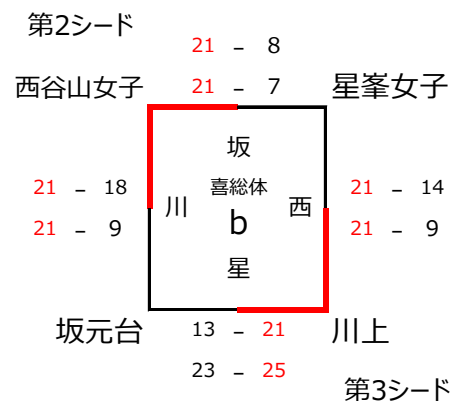 第2シード
21 - 8
西谷山女子 21 - 7 星峯女子
坂
21 - 18 喜総体 21 - 14
川 b 西
21 - 9 21 - 9
星
坂元台 13 - 21 川上
23 - 25
第3シード